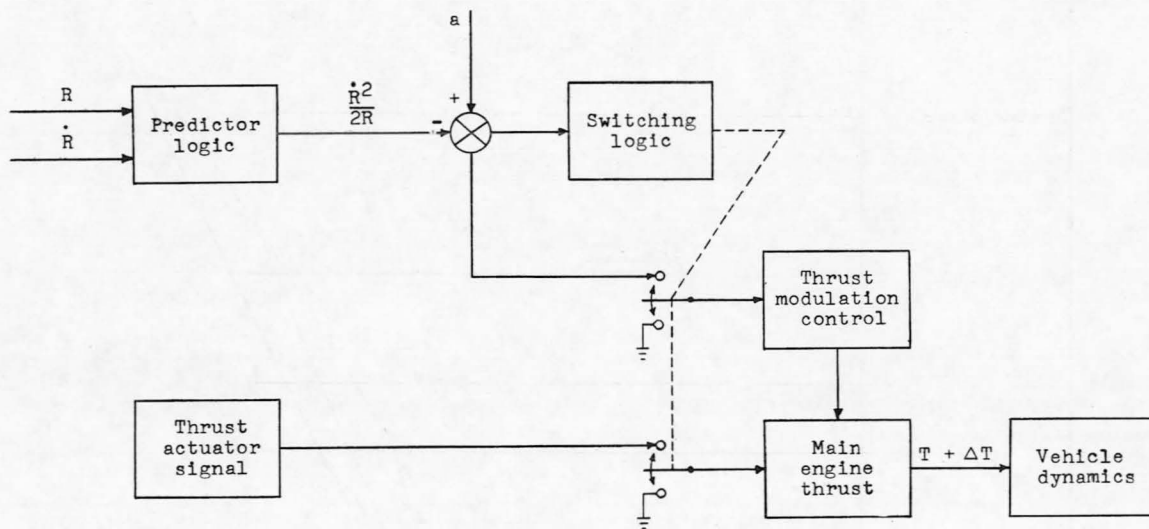 a
R
Ṙ
Predictor
logic
Ṙ²
2R
+
-
Switching
logic
Thrust
modulation
control
Thrust
actuator
signal
Main
engine
thrust
T + ΔT
Vehicle
dynamics